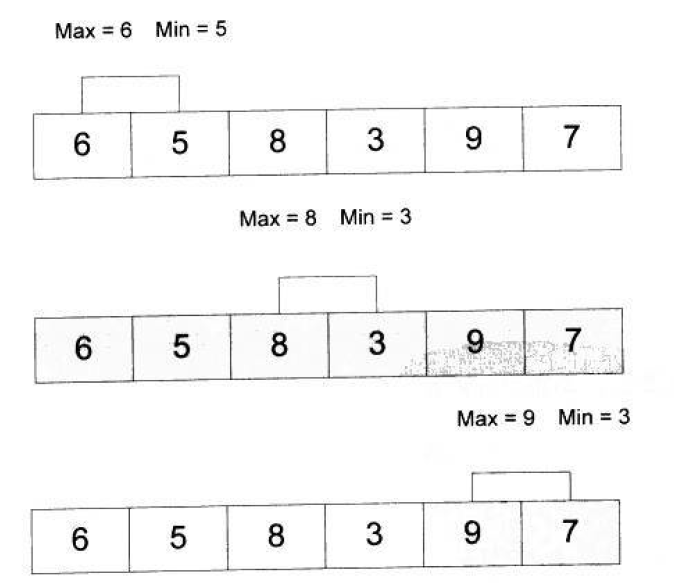 Max = 6 Min = 5
6 5 8 3 9 7
Max = 8 Min = 3
6 5 8 3 9 7
Max = 9 Min = 3
6 5 8 3 9 7